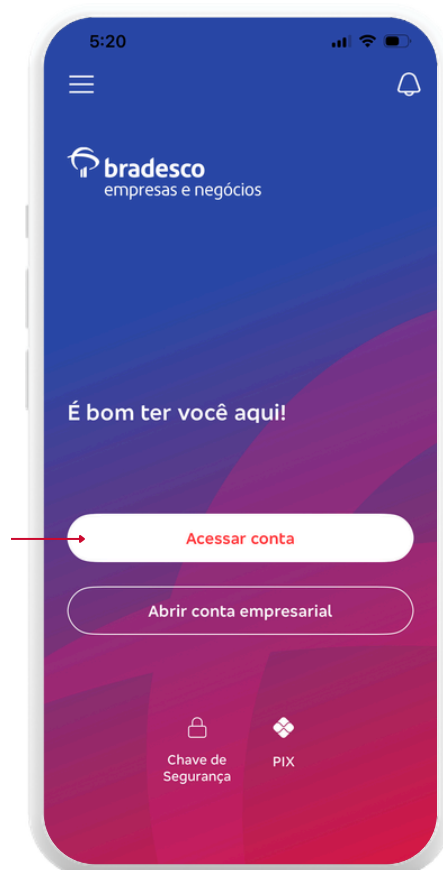 5:20
bradesco
empresas e negócios
É bom ter você aqui!
Acessar conta
Abrir conta empresarial
Chave de
Segurança
PIX